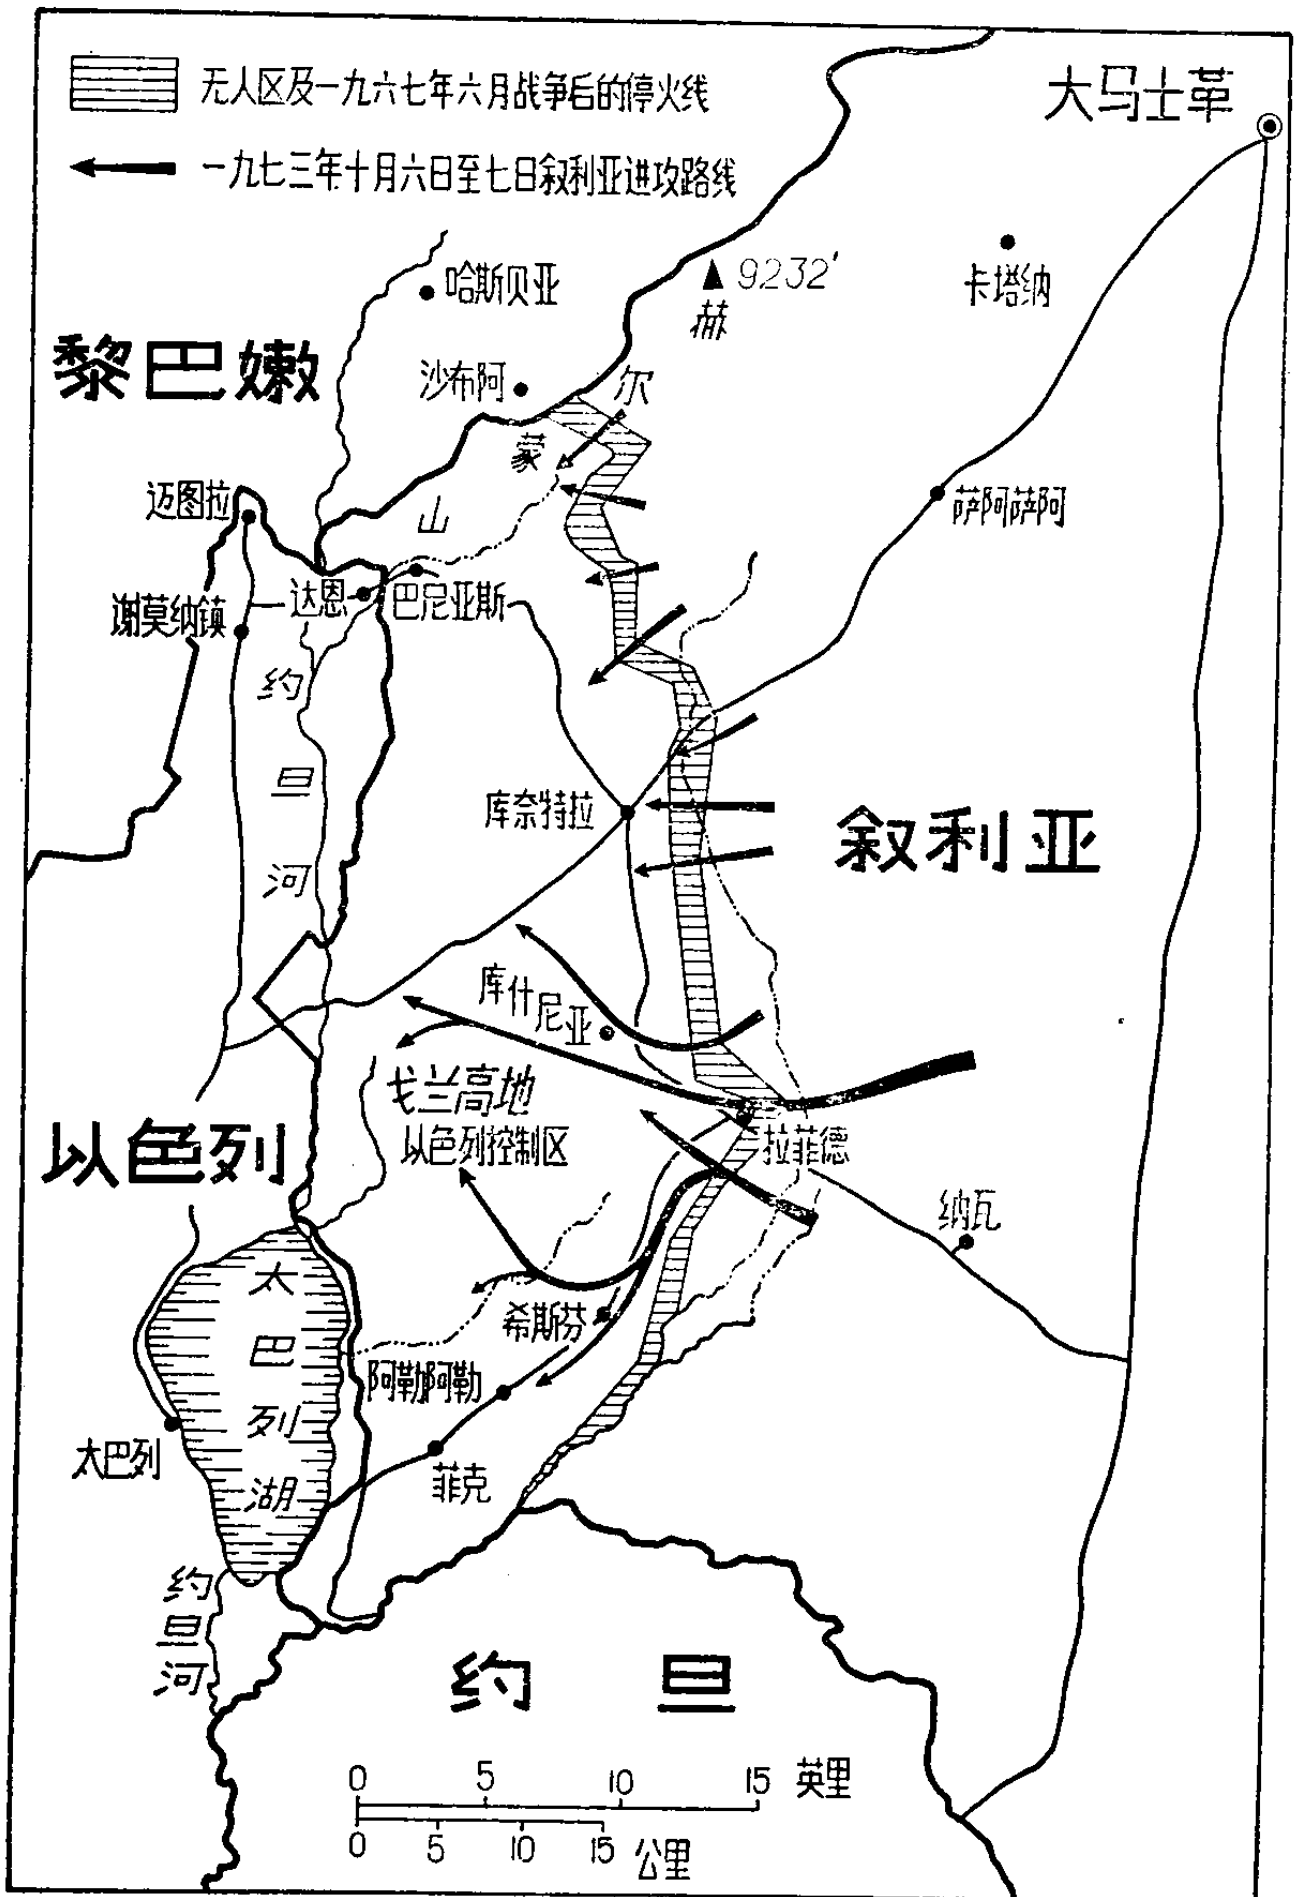 无人区及一九六七年六月战争后的停火线
一九七三年十月六日至七日叙利亚进攻路线
大马士革
卡塔纳
哈斯贝亚
9232'
赫尔蒙山
黎巴嫩
沙布阿
迈图拉
萨阿萨阿
谢莫纳镇
达恩
巴尼亚斯
约旦河
库奈特拉
叙利亚
库什尼亚
戈兰高地
以色列控制区
以色列
拉菲德
纳瓦
太巴列湖
希斯芬
阿勒阿勒
太巴列
菲克
约旦河
约旦
0 5 10 15 英里
0 5 10 15 公里